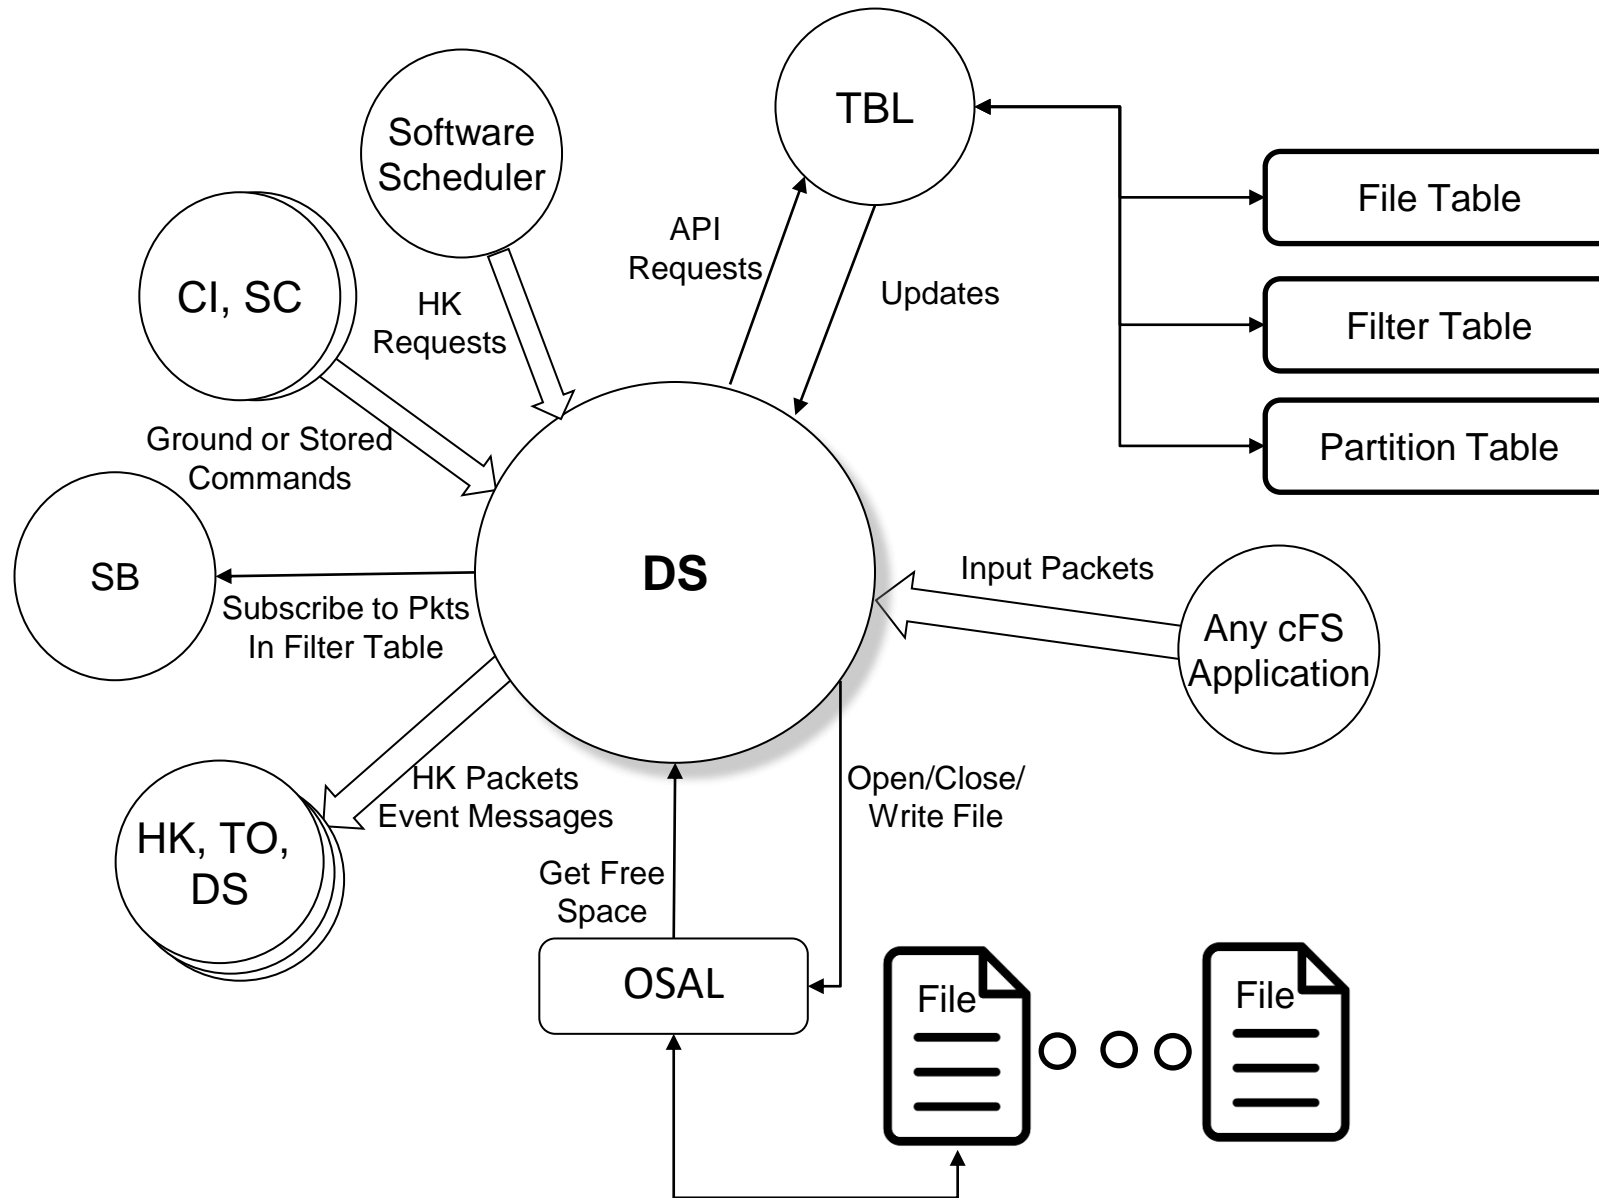 TBL
Software
Scheduler
File Table
API
Requests
CI, SC
Updates
HK
Requests
Filter Table
Ground or Stored
Commands
Partition Table
SB
DS
Input Packets
Subscribe to Pkts
In Filter Table
Any cFS
Application
HK Packets
Event Messages
Open/Close/
Write File
HK, TO,
DS
Get Free
Space
OSAL
File
File